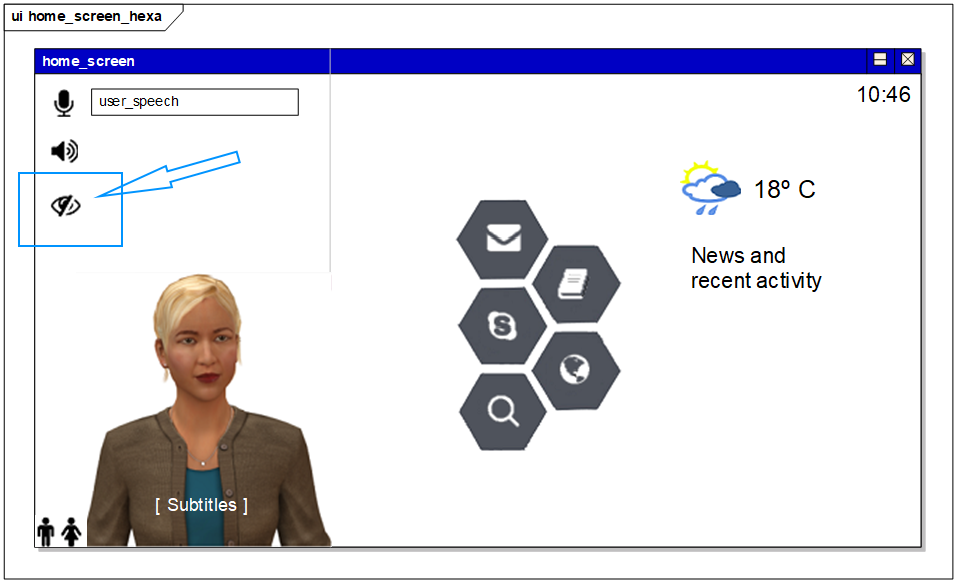 ui home_screen_hexa
home_screen
user_speech
10:46
18º C
News and
recent activity
[ Subtitles ]